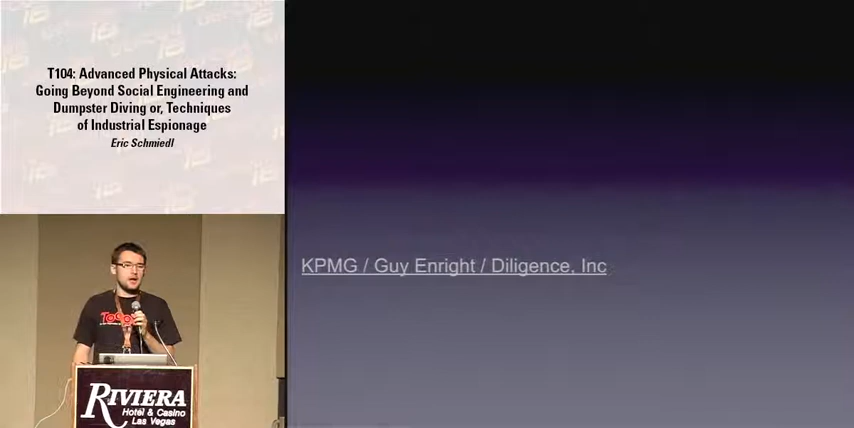 T104: Advanced Physical Attacks:
Going Beyond Social Engineering and
Dumpster Diving or, Techniques
of Industrial Espionage
Eric Schmiedl
KPMG / Guy Enright / Diligence, Inc
RIVIERA
Hotel & Casino
Las Vegas